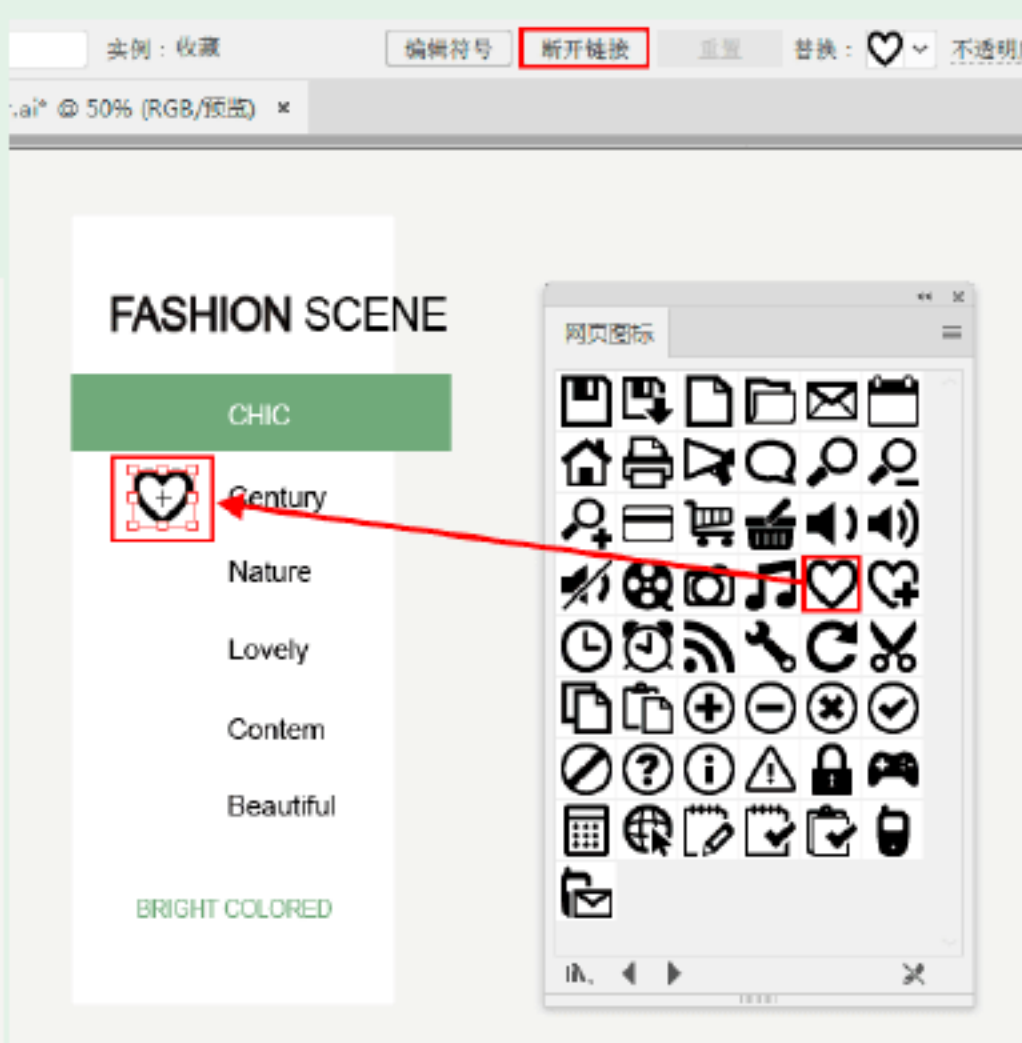 实例：收藏 编辑符号 断开链接 重置 替换： 不透明
.ai* @ 50% (RGB/预览) ×
FASHION SCENE
网页图标
CHIC
Century
Nature
Lovely
Contem
Beautiful
BRIGHT COLORED